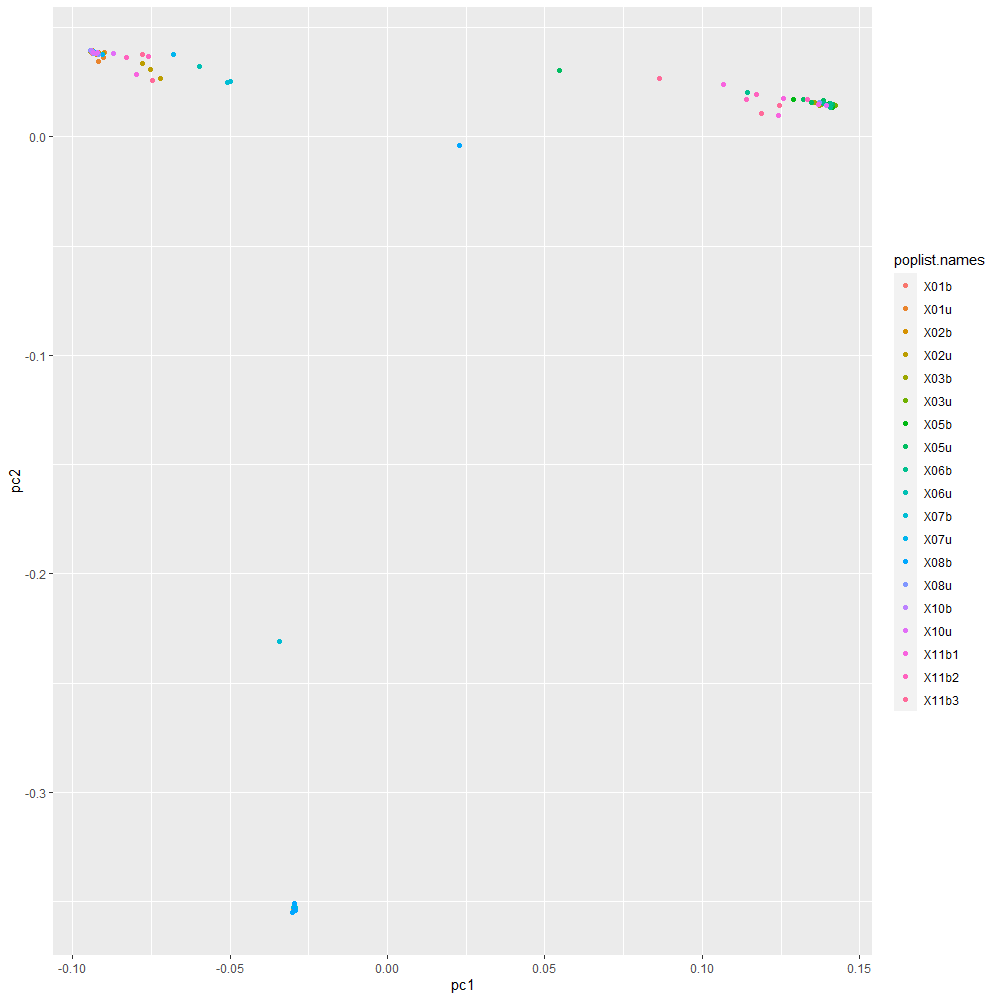 0.0
-0.1
-0.2
-0.3
pc2
-0.10
-0.05
0.00
0.05
0.10
0.15
pc1
poplist.names
X01b
X01u
X02b
X02u
X03b
X03u
X05b
X05u
X06b
X06u
X07b
X07u
X08b
X08u
X10b
X10u
X11b1
X11b2
X11b3